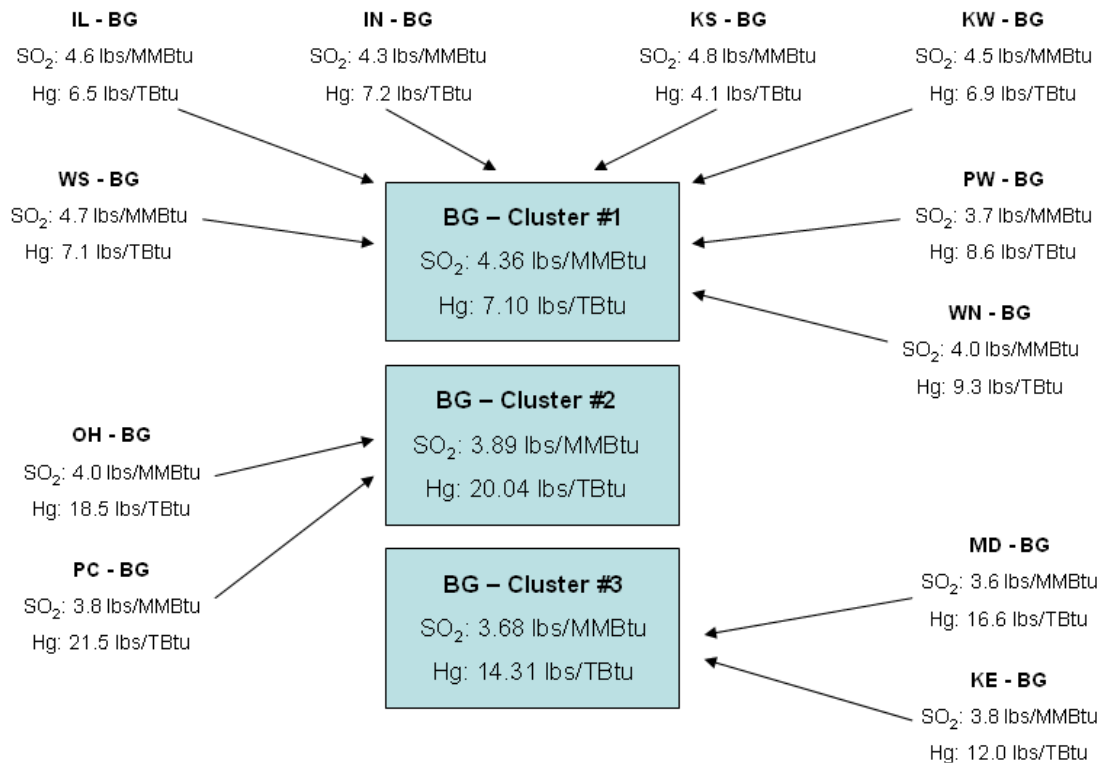 IL - BG
SO₂: 4.6 lbs/MMBtu
Hg: 6.5 lbs/TBtu
IN - BG
SO₂: 4.3 lbs/MMBtu
Hg: 7.2 lbs/TBtu
KS - BG
SO₂: 4.8 lbs/MMBtu
Hg: 4.1 lbs/TBtu
KW - BG
SO₂: 4.5 lbs/MMBtu
Hg: 6.9 lbs/TBtu
WS - BG
SO₂: 4.7 lbs/MMBtu
Hg: 7.1 lbs/TBtu
BG – Cluster #1
SO₂: 4.36 lbs/MMBtu
Hg: 7.10 lbs/TBtu
PW - BG
SO₂: 3.7 lbs/MMBtu
Hg: 8.6 lbs/TBtu
WN - BG
SO₂: 4.0 lbs/MMBtu
Hg: 9.3 lbs/TBtu
BG – Cluster #2
SO₂: 3.89 lbs/MMBtu
Hg: 20.04 lbs/TBtu
OH - BG
SO₂: 4.0 lbs/MMBtu
Hg: 18.5 lbs/TBtu
PC - BG
SO₂: 3.8 lbs/MMBtu
Hg: 21.5 lbs/TBtu
BG – Cluster #3
SO₂: 3.68 lbs/MMBtu
Hg: 14.31 lbs/TBtu
MD - BG
SO₂: 3.6 lbs/MMBtu
Hg: 16.6 lbs/TBtu
KE - BG
SO₂: 3.8 lbs/MMBtu
Hg: 12.0 lbs/TBtu